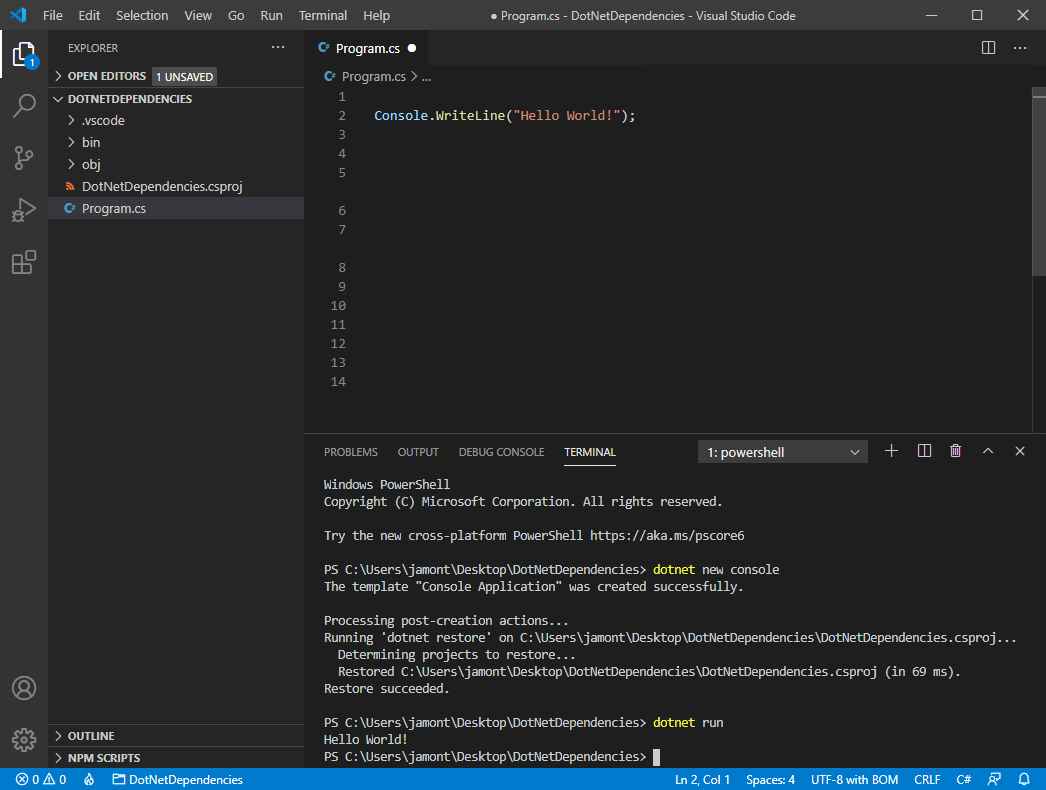 File Edit Selection View Go Run Terminal Help ● Program.cs - DotNetDependencies - Visual Studio Code
EXPLORER
OPEN EDITORS 1 UNSAVED
DOTNETDEPENDENCIES
.vscode
bin
obj
DotNetDependencies.csproj
C# Program.cs
1
OUTLINE
NPM SCRIPTS
C# Program.cs ●
C# Program.cs > ...
1
2 Console.WriteLine("Hello World!");
3
4
5
6
7
8
9
10
11
12
13
14
PROBLEMS OUTPUT DEBUG CONSOLE TERMINAL 1: powershell
Windows PowerShell
Copyright (C) Microsoft Corporation. All rights reserved.
Try the new cross-platform PowerShell https://aka.ms/pscore6
PS C:\Users\jamont\Desktop\DotNetDependencies> dotnet new console
The template "Console Application" was created successfully.
Processing post-creation actions...
Running 'dotnet restore' on C:\Users\jamont\Desktop\DotNetDependencies\DotNetDependencies.csproj...
Determining projects to restore...
Restored C:\Users\jamont\Desktop\DotNetDependencies\DotNetDependencies.csproj (in 69 ms).
Restore succeeded.
PS C:\Users\jamont\Desktop\DotNetDependencies> dotnet run
Hello World!
PS C:\Users\jamont\Desktop\DotNetDependencies>
0 0 DotNetDependencies Ln 2, Col 1 Spaces: 4 UTF-8 with BOM CRLF C#